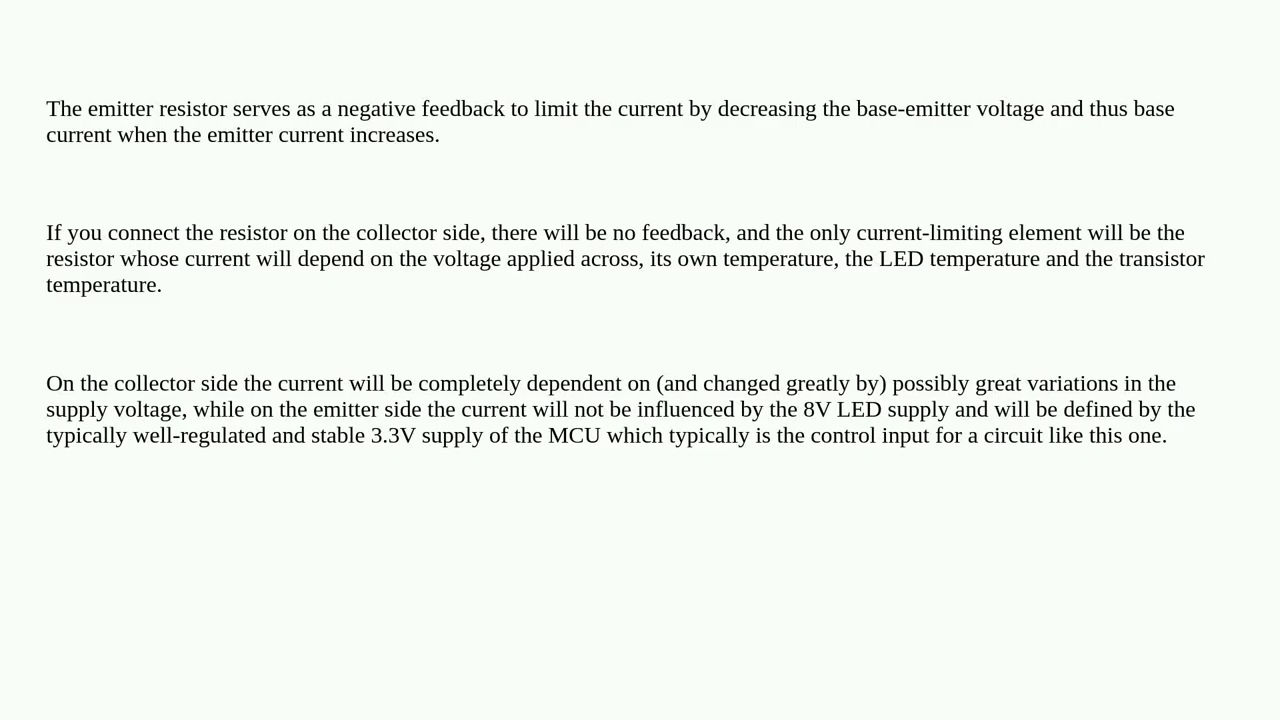 The emitter resistor serves as a negative feedback to limit the current by decreasing the base-emitter voltage and thus base
current when the emitter current increases.
If you connect the resistor on the collector side, there will be no feedback, and the only current-limiting element will be the
resistor whose current will depend on the voltage applied across, its own temperature, the LED temperature and the transistor
temperature.
On the collector side the current will be completely dependent on (and changed greatly by) possibly great variations in the
supply voltage, while on the emitter side the current will not be influenced by the 8V LED supply and will be defined by the
typically well-regulated and stable 3.3V supply of the MCU which typically is the control input for a circuit like this one.